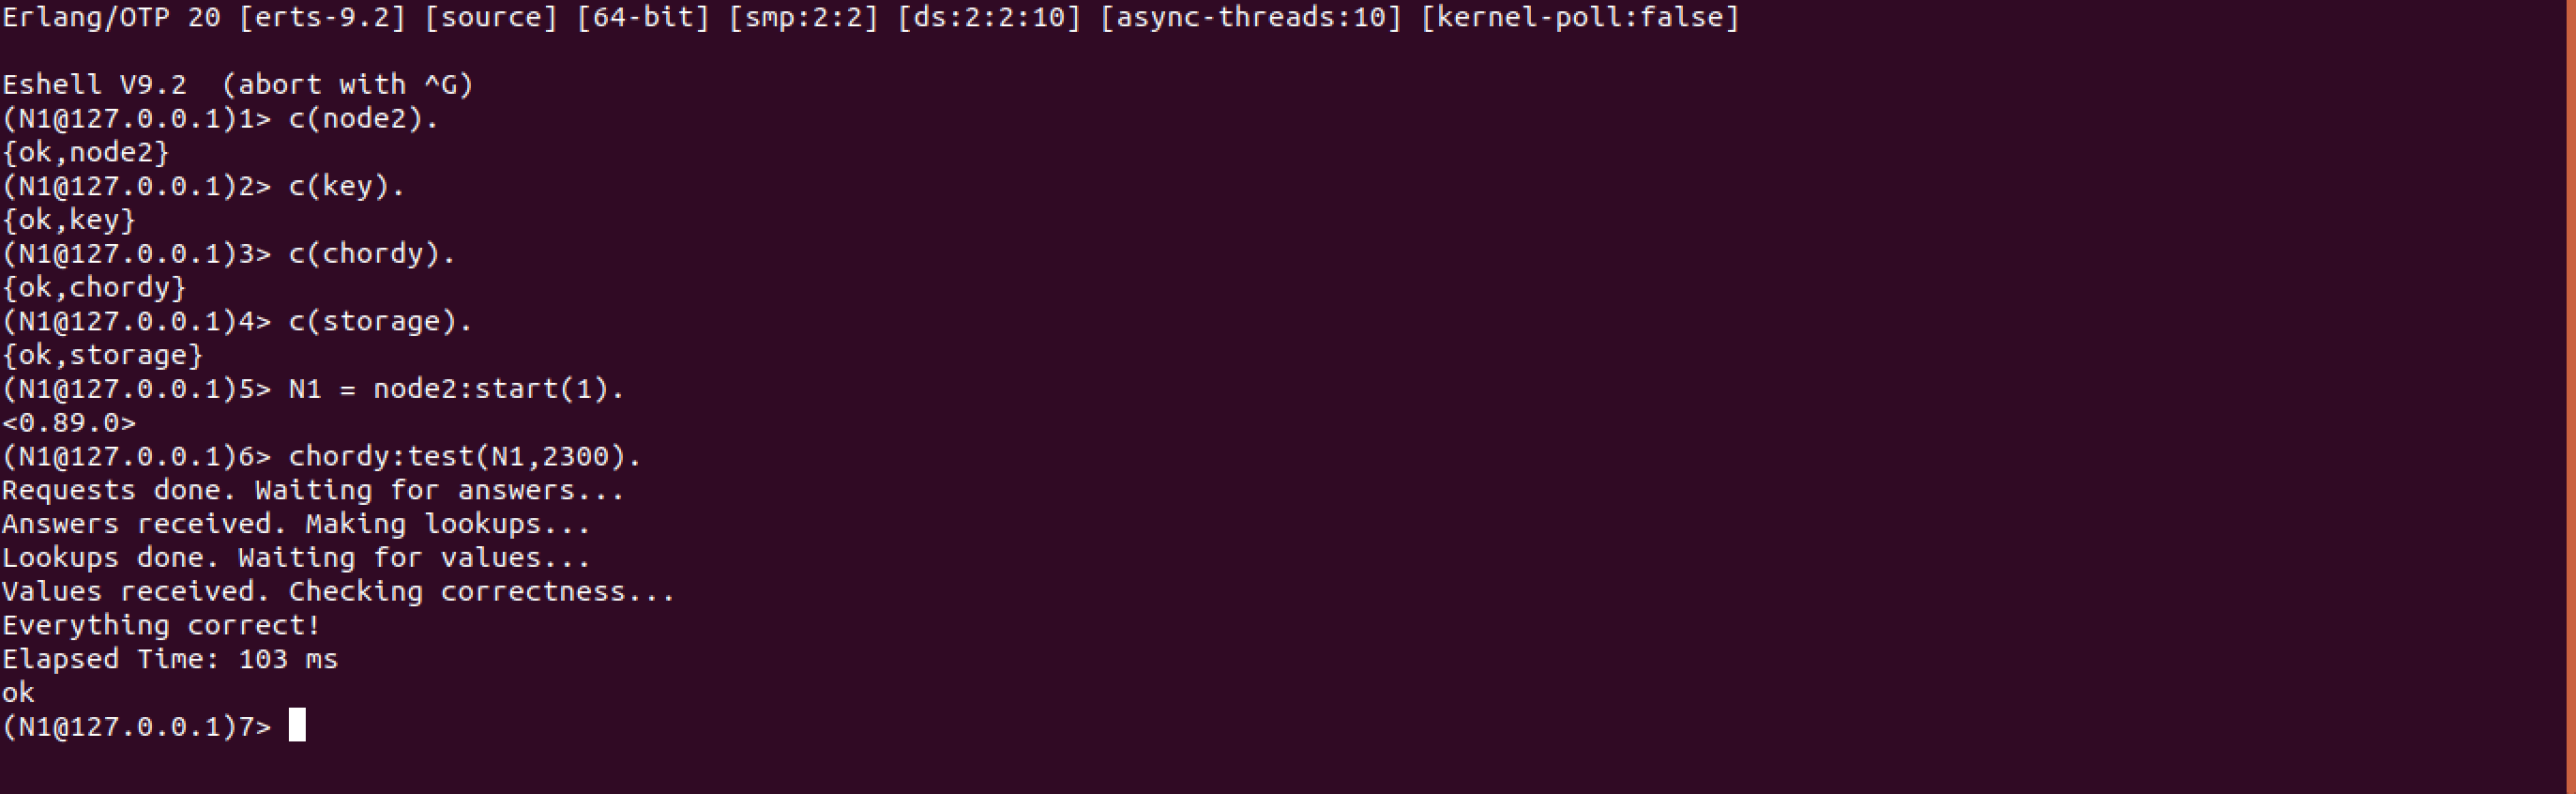 Erlang/OTP 20 [erts-9.2] [source] [64-bit] [smp:2:2] [ds:2:2:10] [async-threads:10] [kernel-poll:false]
Eshell V9.2  (abort with ^G)
(N1@127.0.0.1)1> c(node2).
{ok,node2}
(N1@127.0.0.1)2> c(key).
{ok,key}
(N1@127.0.0.1)3> c(chordy).
{ok,chordy}
(N1@127.0.0.1)4> c(storage).
{ok,storage}
(N1@127.0.0.1)5> N1 = node2:start(1).
<0.89.0>
(N1@127.0.0.1)6> chordy:test(N1,2300).
Requests done. Waiting for answers...
Answers received. Making lookups...
Lookups done. Waiting for values...
Values received. Checking correctness...
Everything correct!
Elapsed Time: 103 ms
ok
(N1@127.0.0.1)7>